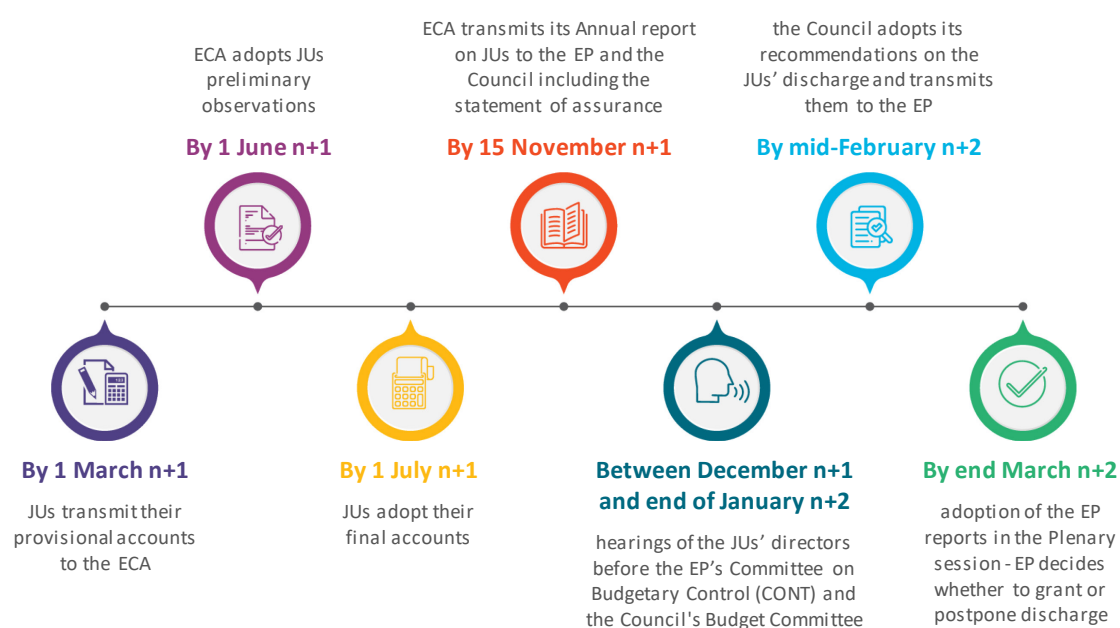 ECA adopts JUs
preliminary
observations
By 1 June n+1
ECA transmits its Annual report
on JUs to the EP and the
Council including the
statement of assurance
By 15 November n+1
the Council adopts its
recommendations on the
JUs’ discharge and transmits
them to the EP
By mid-February n+2
By 1 March n+1
JUs transmit their
provisional accounts
to the ECA
By 1 July n+1
JUs adopt their
final accounts
Between December n+1
and end of January n+2
hearings of the JUs’ directors
before the EP’s Committee on
Budgetary Control (CONT) and
the Council's Budget Committee
By end March n+2
adoption of the EP
reports in the Plenary
session - EP decides
whether to grant or
postpone discharge